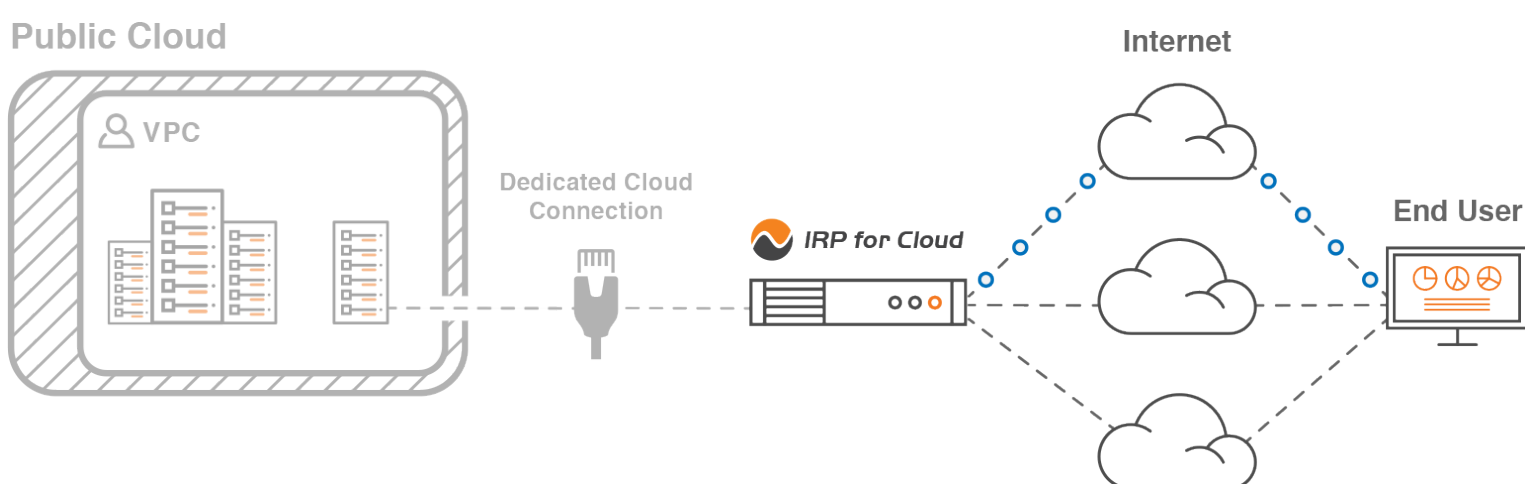 Public Cloud
VPC
Dedicated Cloud
Connection
IRP for Cloud
Internet
End User